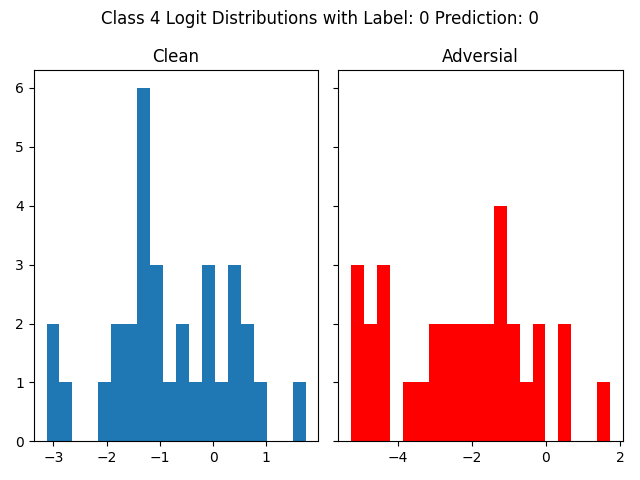 Class 4 Logit Distributions with Label: 0 Prediction: 0
Clean
Adversial
6
5
4
3
2
1
0
−3 −2 −1 0 1
−4 −2 0 2